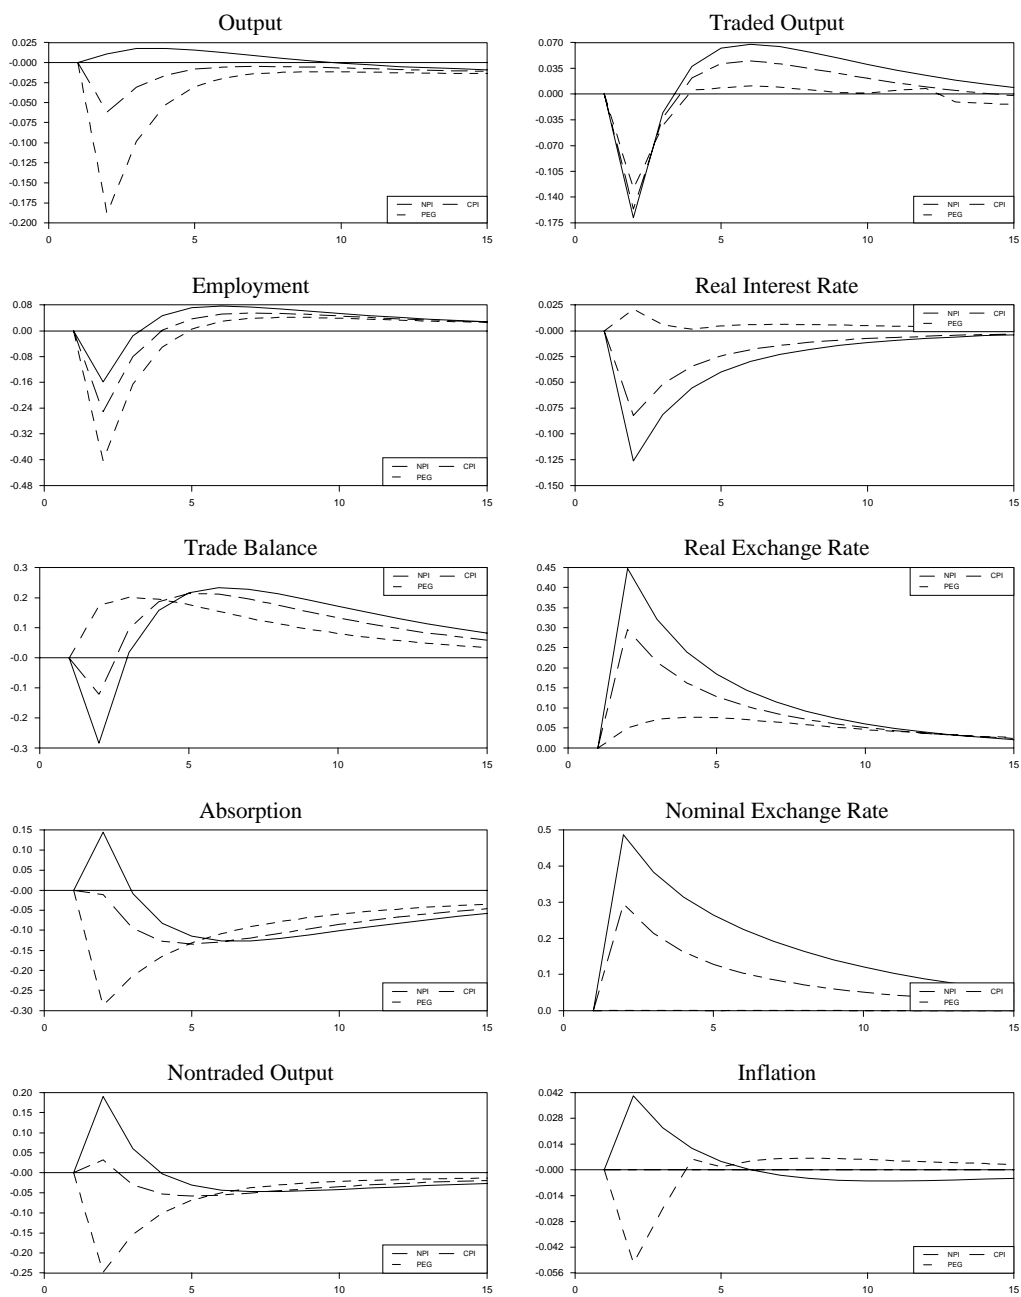 Output
0.025
-0.000
-0.025
-0.050
-0.075
-0.100
-0.125
-0.150
-0.175
-0.200
NPI CPI
PEG
0 5 10 15
Traded Output
0.070
0.035
0.000
-0.035
-0.070
-0.105
-0.140
-0.175
NPI CPI
PEG
0 5 10 15
Employment
0.08
0.00
-0.08
-0.16
-0.24
-0.32
-0.40
-0.48
NPI CPI
PEG
0 5 10 15
Real Interest Rate
0.025
-0.000
-0.025
-0.050
-0.075
-0.100
-0.125
-0.150
NPI CPI
PEG
0 5 10 15
Trade Balance
0.3
0.2
0.1
-0.0
-0.1
-0.2
-0.3
NPI CPI
PEG
0 5 10 15
Real Exchange Rate
0.45
0.40
0.35
0.30
0.25
0.20
0.15
0.10
0.05
0.00
NPI CPI
PEG
0 5 10 15
Absorption
0.15
0.10
0.05
-0.00
-0.05
-0.10
-0.15
-0.20
-0.25
-0.30
NPI CPI
PEG
0 5 10 15
Nominal Exchange Rate
0.5
0.4
0.3
0.2
0.1
0.0
NPI CPI
PEG
0 5 10 15
Nontraded Output
0.20
0.15
0.10
0.05
-0.00
-0.05
-0.10
-0.15
-0.20
-0.25
NPI CPI
PEG
0 5 10 15
Inflation
0.042
0.028
0.014
-0.000
-0.014
-0.028
-0.042
-0.056
NPI CPI
PEG
0 5 10 15